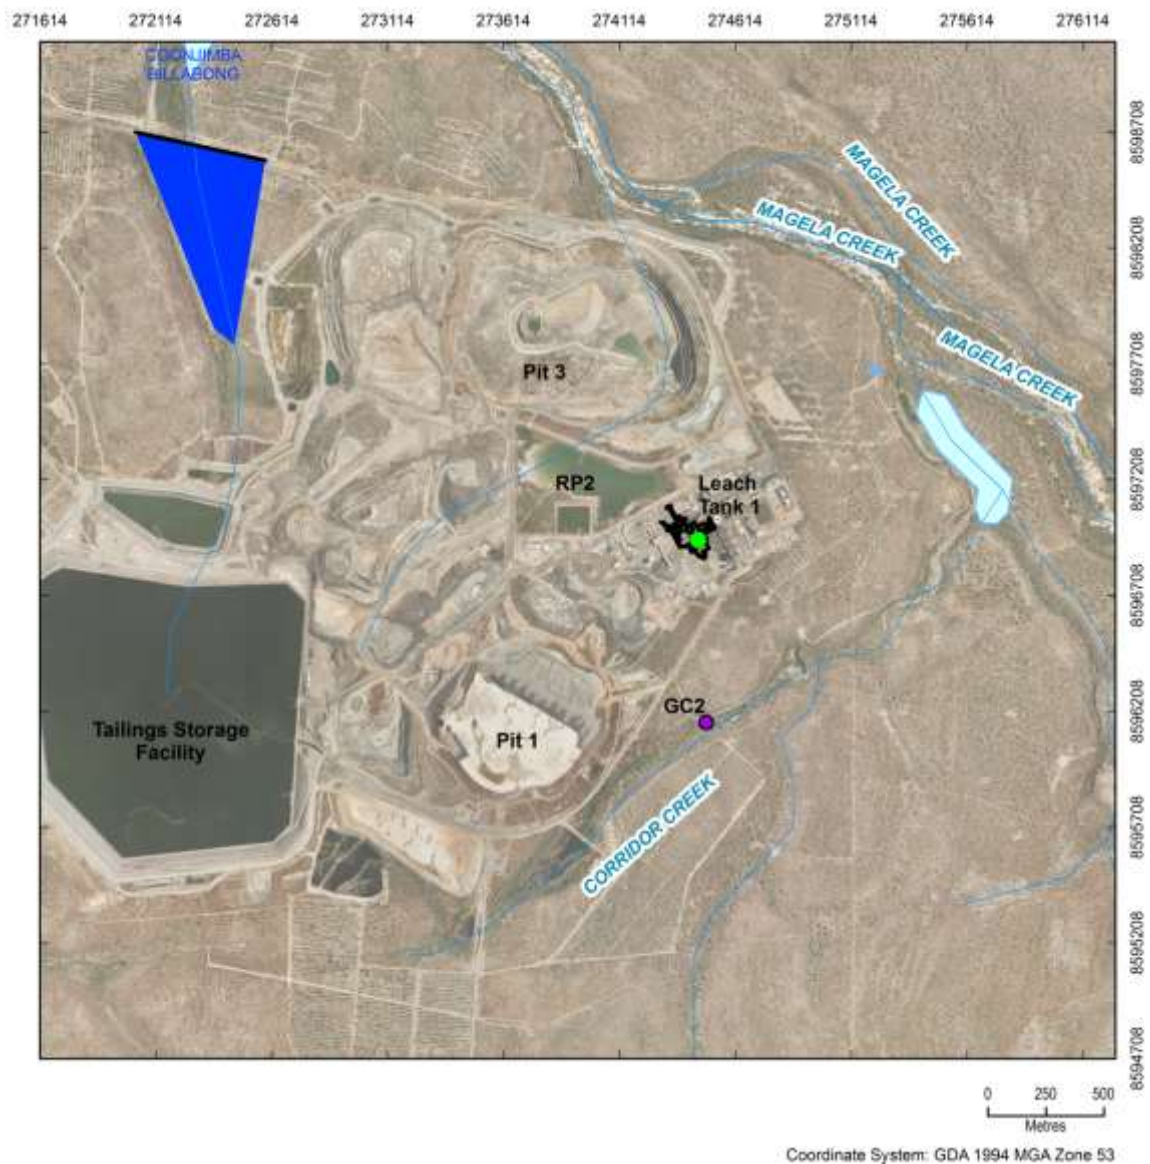 271614 272114 272614 273114 273614 274114 274614 275114 275614 276114
COONJIMBA
BILLABONG
8598708
MAGELA CREEK
MAGELA CREEK
8598208
MAGELA CREEK
8597708
Pit 3
RP2
Leach
Tank 1
8597208
8596708
GC2
8596208
Tailings Storage
Facility
Pit 1
CORRIDOR CREEK
8595708
8595208
8594708
0 250 500
Metres
Coordinate System: GDA 1994 MGA Zone 53